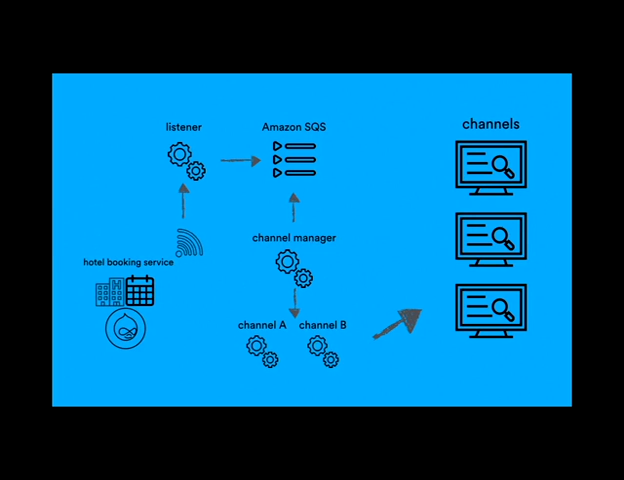 listener
Amazon SQS
channels
channel manager
hotel booking service
channel A
channel B